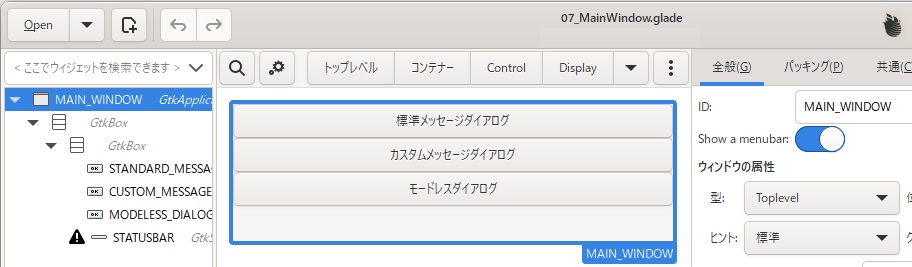 Open
07_MainWindow.glade
< ここでウィジェットを検索できます >
トップレベル
コンテナー
Control
Display
全般(G)
パッキング(P)
共通(C)
MAIN_WINDOW GtkApplic
GtkBox
GtkBox
STANDARD_MESSA
CUSTOM_MESSAGE
MODELESS_DIALOG
STATUSBAR GtkS
標準メッセージダイアログ
カスタムメッセージダイアログ
モードレスダイアログ
MAIN_WINDOW
ID:
MAIN_WINDOW
Show a menubar:
ウィンドウの属性
型:
Toplevel
ヒント:
標準